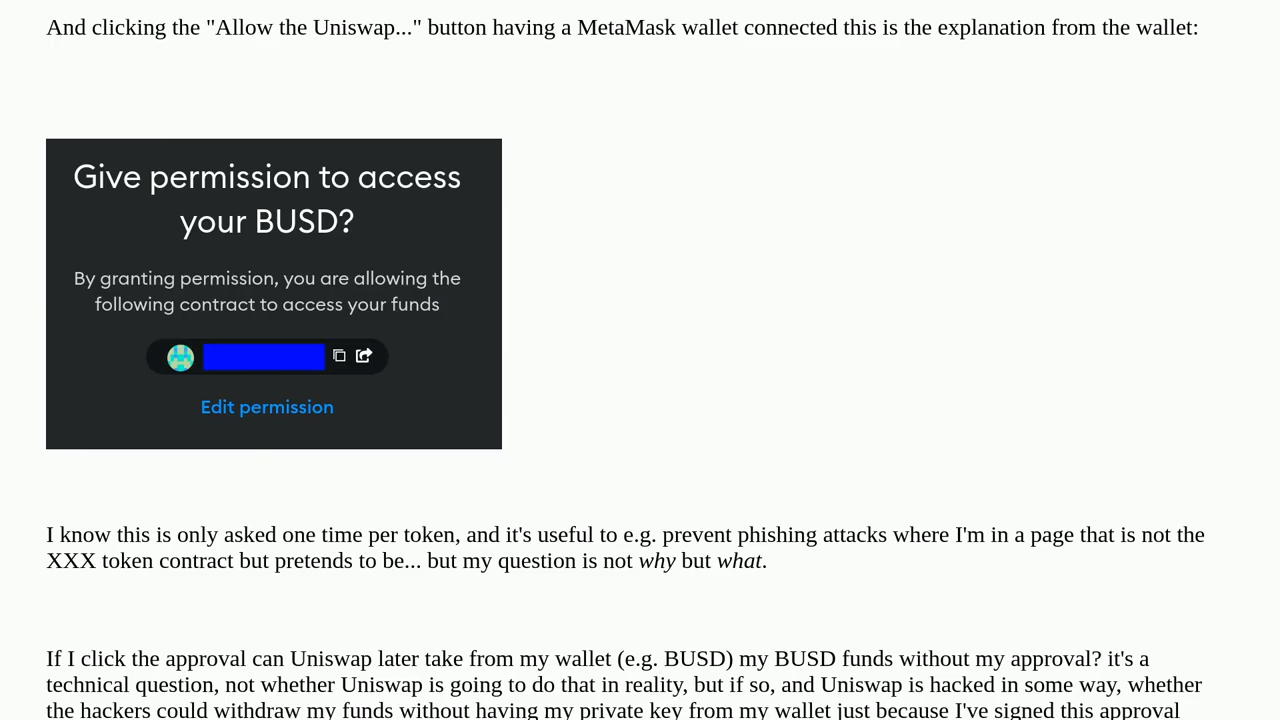 And clicking the "Allow the Uniswap..." button having a MetaMask wallet connected this is the explanation from the wallet:
Give permission to access
your BUSD?
By granting permission, you are allowing the
following contract to access your funds
Edit permission
I know this is only asked one time per token, and it's useful to e.g. prevent phishing attacks where I'm in a page that is not the
XXX token contract but pretends to be... but my question is not why but what.
If I click the approval can Uniswap later take from my wallet (e.g. BUSD) my BUSD funds without my approval? it's a
technical question, not whether Uniswap is going to do that in reality, but if so, and Uniswap is hacked in some way, whether
the hackers could withdraw my funds without having my private key from my wallet just because I've signed this approval